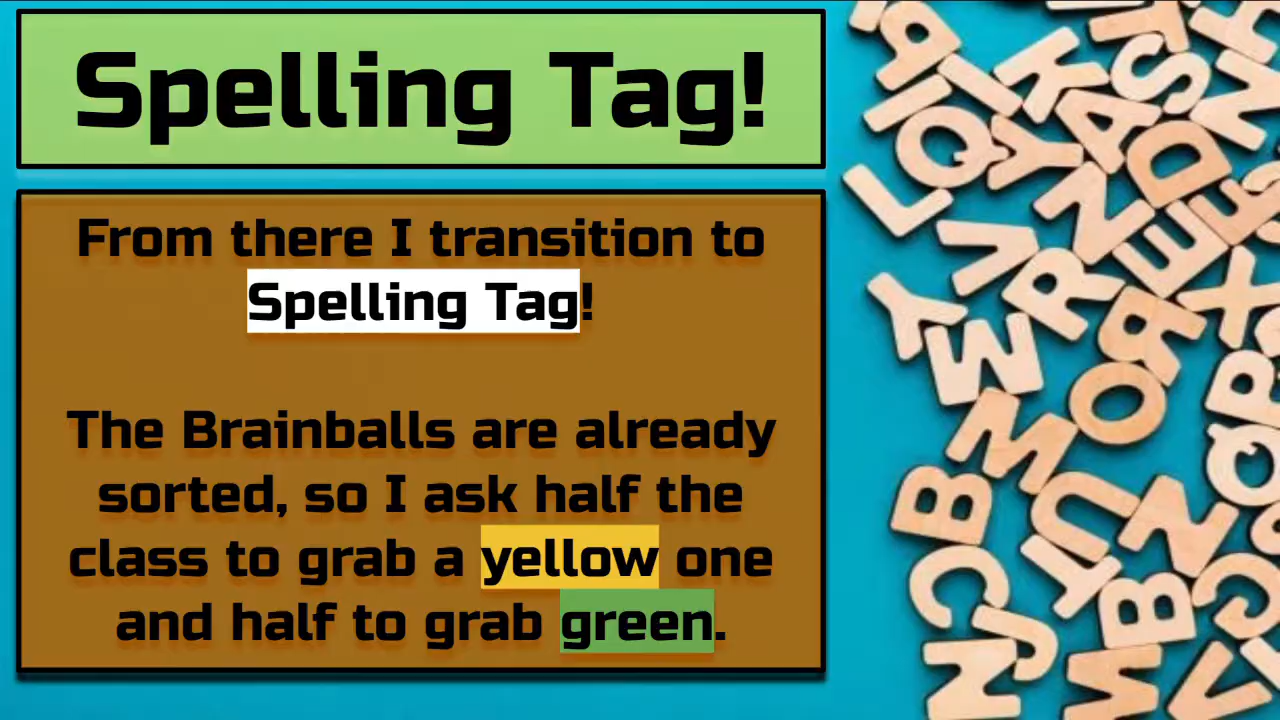 Spelling Tag!
From there I transition to
Spelling Tag!
The Brainballs are already
sorted, so I ask half the
class to grab a yellow one
and half to grab green.